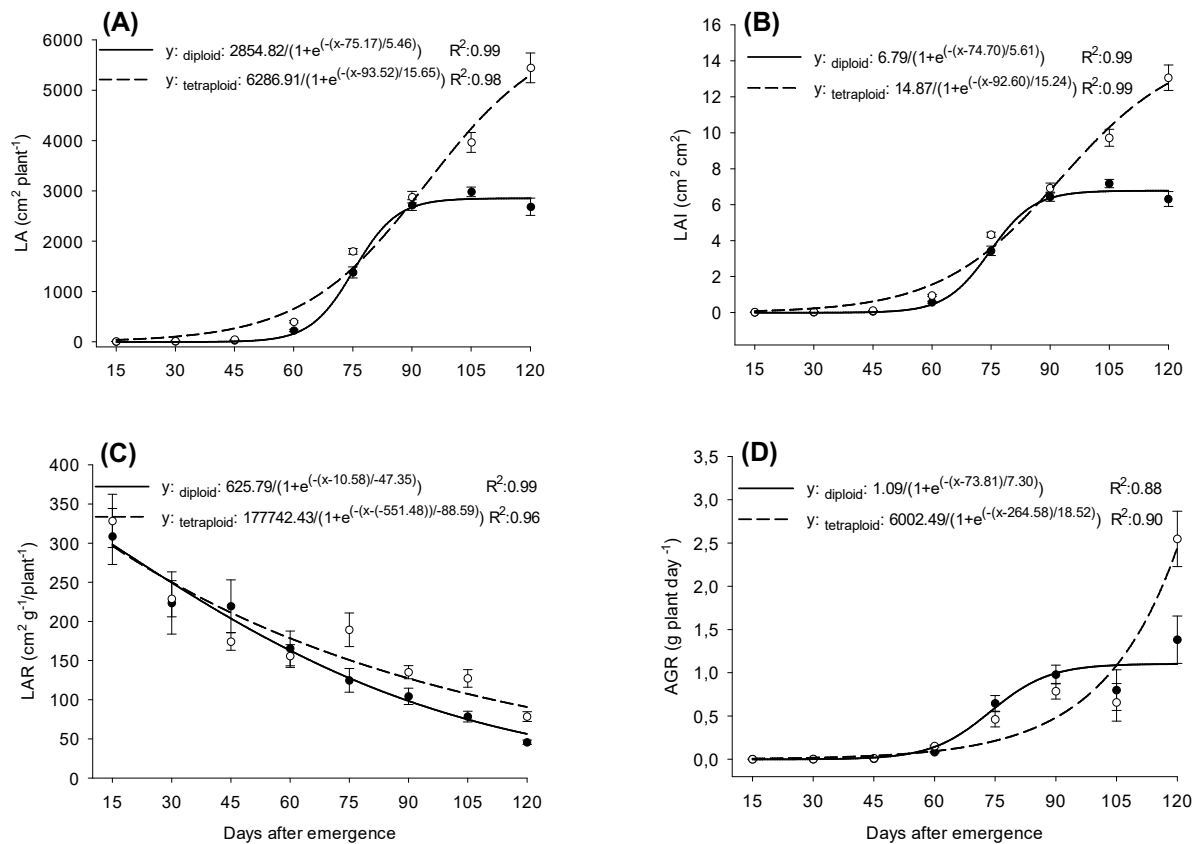 (A)
y: diploid: 2854.82/(1+e^(-(x-75.17)/5.46)) R²:0.99
y: tetraploid: 6286.91/(1+e^(-(x-93.52)/15.65)) R²:0.98
LA (cm² plant⁻¹)
6000
5000
4000
3000
2000
1000
0
15 30 45 60 75 90 105 120
(B)
y: diploid: 6.79/(1+e^(-(x-74.70)/5.61)) R²:0.99
y: tetraploid: 14.87/(1+e^(-(x-92.60)/15.24)) R²:0.99
LAI (cm² cm²)
16
14
12
10
8
6
4
2
0
15 30 45 60 75 90 105 120
(C)
y: diploid: 625.79/(1+e^(-(x-10.58)/-47.35)) R²:0.99
y: tetraploid: 177742.43/(1+e^(-(x-(-551.48))/-88.59)) R²:0.96
LAR (cm² g⁻¹/plant⁻¹)
400
350
300
250
200
150
100
50
0
15 30 45 60 75 90 105 120
Days after emergence
(D)
y: diploid: 1.09/(1+e^(-(x-73.81)/7.30)) R²:0.88
y: tetraploid: 6002.49/(1+e^(-(x-264.58)/18.52)) R²:0.90
AGR (g plant day ⁻¹)
3,5
3,0
2,5
2,0
1,5
1,0
0,5
0,0
15 30 45 60 75 90 105 120
Days after emergence